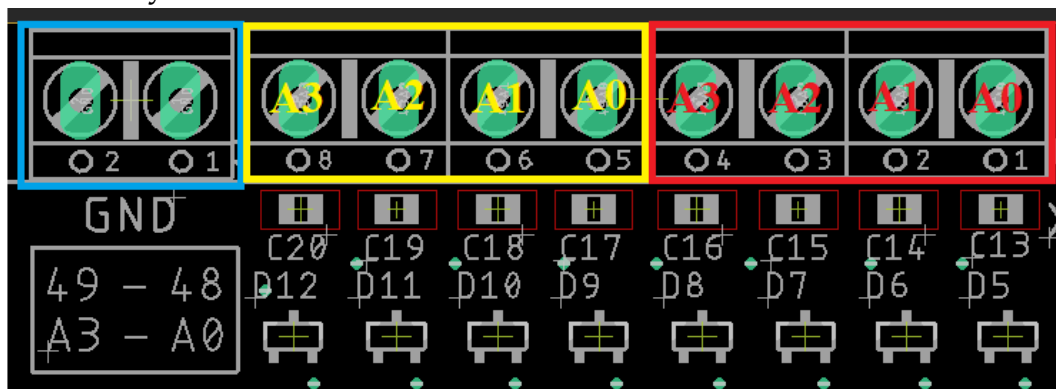 A3 A2 A1 A0 A3 A2 A1 A0
2 1 8 7 6 5 4 3 2 1
GND
C20 C19 C18 C17 C16 C15 C14 C13
D12 D11 D10 D9 D8 D7 D6 D5
49 - 48
A3 - A0